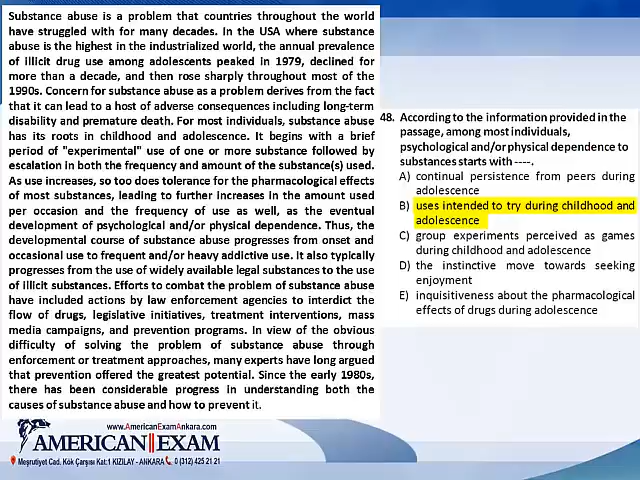 Substance abuse is a problem that countries throughout the world
have struggled with for many decades. In the USA where substance
abuse is the highest in the industrialized world, the annual prevalence
of illicit drug use among adolescents peaked in 1979, declined for
more than a decade, and then rose sharply throughout most of the
1990s. Concern for substance abuse as a problem derives from the fact
that it can lead to a host of adverse consequences including long-term
disability and premature death. For most individuals, substance abuse
has its roots in childhood and adolescence. It begins with a brief
period of "experimental" use of one or more substance followed by
escalation in both the frequency and amount of the substance(s) used.
As use increases, so too does tolerance for the pharmacological effects
of most substances, leading to further increases in the amount used
per occasion and the frequency of use as well, as the eventual
development of psychological and/or physical dependence. Thus, the
developmental course of substance abuse progresses from onset and
occasional use to frequent and/or heavy addictive use. It also typically
progresses from the use of widely available legal substances to the use
of illicit substances. Efforts to combat the problem of substance abuse
have included actions by law enforcement agencies to interdict the
flow of drugs, legislative initiatives, treatment interventions, mass
media campaigns, and prevention programs. In view of the obvious
difficulty of solving the problem of substance abuse through
enforcement or treatment approaches, many experts have long argued
that prevention offered the greatest potential. Since the early 1980s,
there has been considerable progress in understanding both the
causes of substance abuse and how to prevent it.
48. According to the information provided in the
passage, among most individuals,
psychological and/or physical dependence to
substances starts with ----.
A) continual persistence from peers during
adolescence
B) uses intended to try during childhood and
adolescence
C) group experiments perceived as games
during childhood and adolescence
D) the instinctive move towards seeking
enjoyment
E) inquisitiveness about the pharmacological
effects of drugs during adolescence
www.AmericanExamAnkara.com
AMERICAN EXAM
Meşrutiyet Cad. Kök Çarşısı Kat:1 KIZILAY - ANKARA 0 (312) 425 21 21